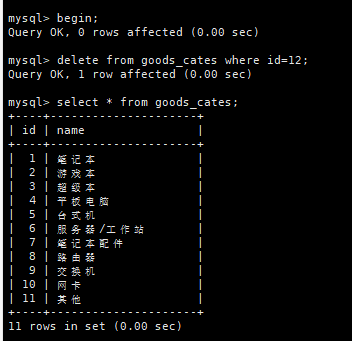 mysql> begin;
Query OK, 0 rows affected (0.00 sec)
mysql> delete from goods_cates where id=12;
Query OK, 1 row affected (0.00 sec)
mysql> select * from goods_cates;
+----+---------------------+
| id | name                |
+----+---------------------+
|  1 | 笔记本              |
|  2 | 游戏本              |
|  3 | 超级本              |
|  4 | 平板电脑            |
|  5 | 台式机              |
|  6 | 服务器/工作站       |
|  7 | 笔记本配件          |
|  8 | 路由器              |
|  9 | 交换机              |
| 10 | 网卡                |
| 11 | 其他                |
+----+---------------------+
11 rows in set (0.00 sec)